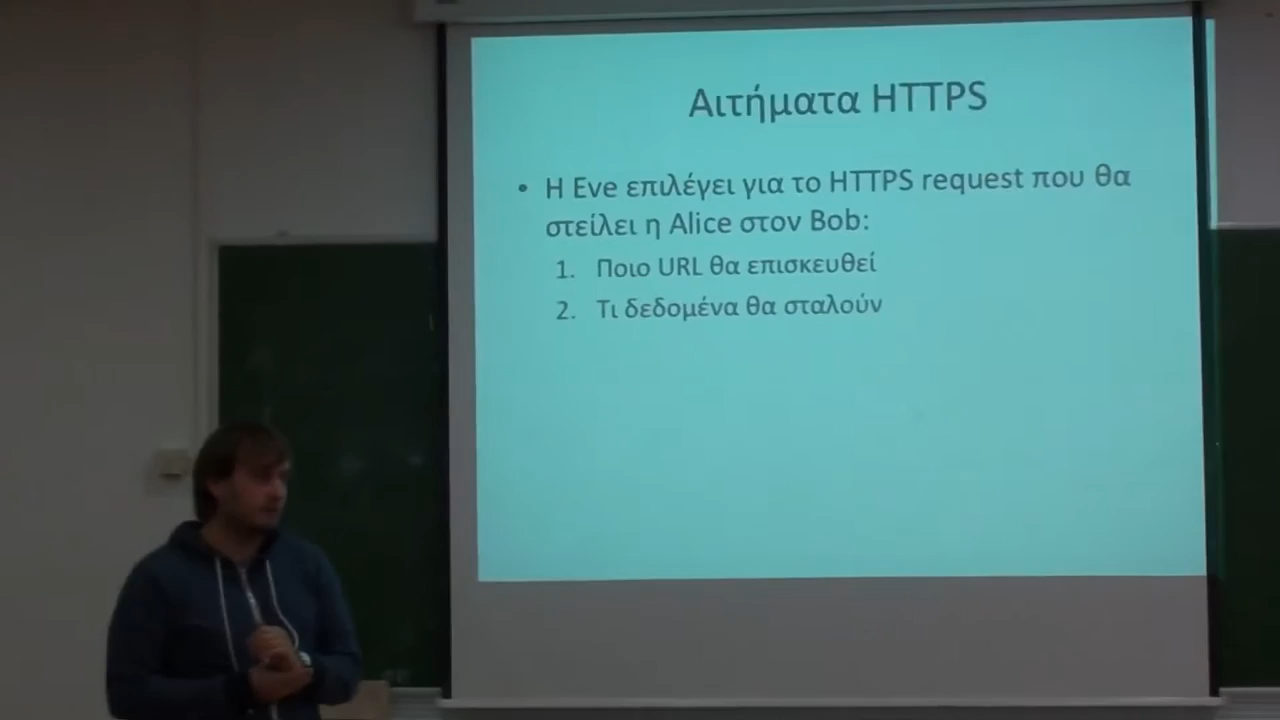 Αιτήματα HTTPS
• Η Eve επιλέγει για το HTTPS request που θα
στείλει η Alice στον Bob:
1. Ποιο URL θα επισκευθεί
2. Τι δεδομένα θα σταλούν